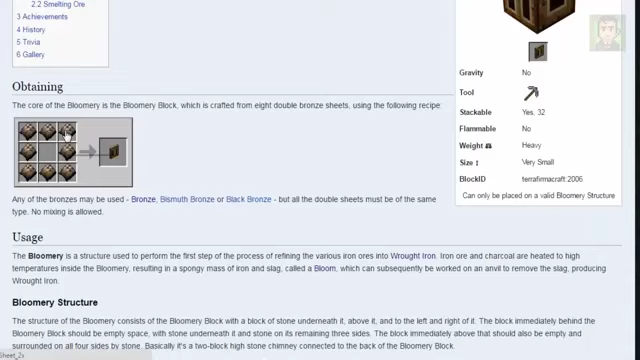 2.2 Smelting Ore
3 Achievements
4 History
5 Trivia
6 Gallery
Obtaining
The core of the Bloomery is the Bloomery Block, which is crafted from eight double bronze sheets, using the following recipe:
Any of the bronzes may be used - Bronze, Bismuth Bronze or Black Bronze - but all the double sheets must be of the same
type. No mixing is allowed.
Gravity No
Tool
Stackable Yes, 32
Flammable No
Weight Heavy
Size Very Small
BlockID terrafirmacraft:2006
Can only be placed on a valid Bloomery Structure
Usage
The Bloomery is a structure used to perform the first step of the process of refining the various iron ores into Wrought Iron. Iron ore and charcoal are heated to high
temperatures inside the Bloomery, resulting in a spongy mass of iron and slag, called a Bloom, which can subsequently be worked on an anvil to remove the slag, producing
Wrought Iron.
Bloomery Structure
The structure of the Bloomery consists of the Bloomery Block with a block of stone underneath it, above it, and to the left and right of it. The block immediately behind the
Bloomery Block should be empty space, with stone underneath it and stone on its remaining three sides. The block immediately above that should also be empty and
surrounded on all four sides by stone. Basically it's a two-block high stone chimney connected to the back of the Bloomery Block.
Sheet_2x